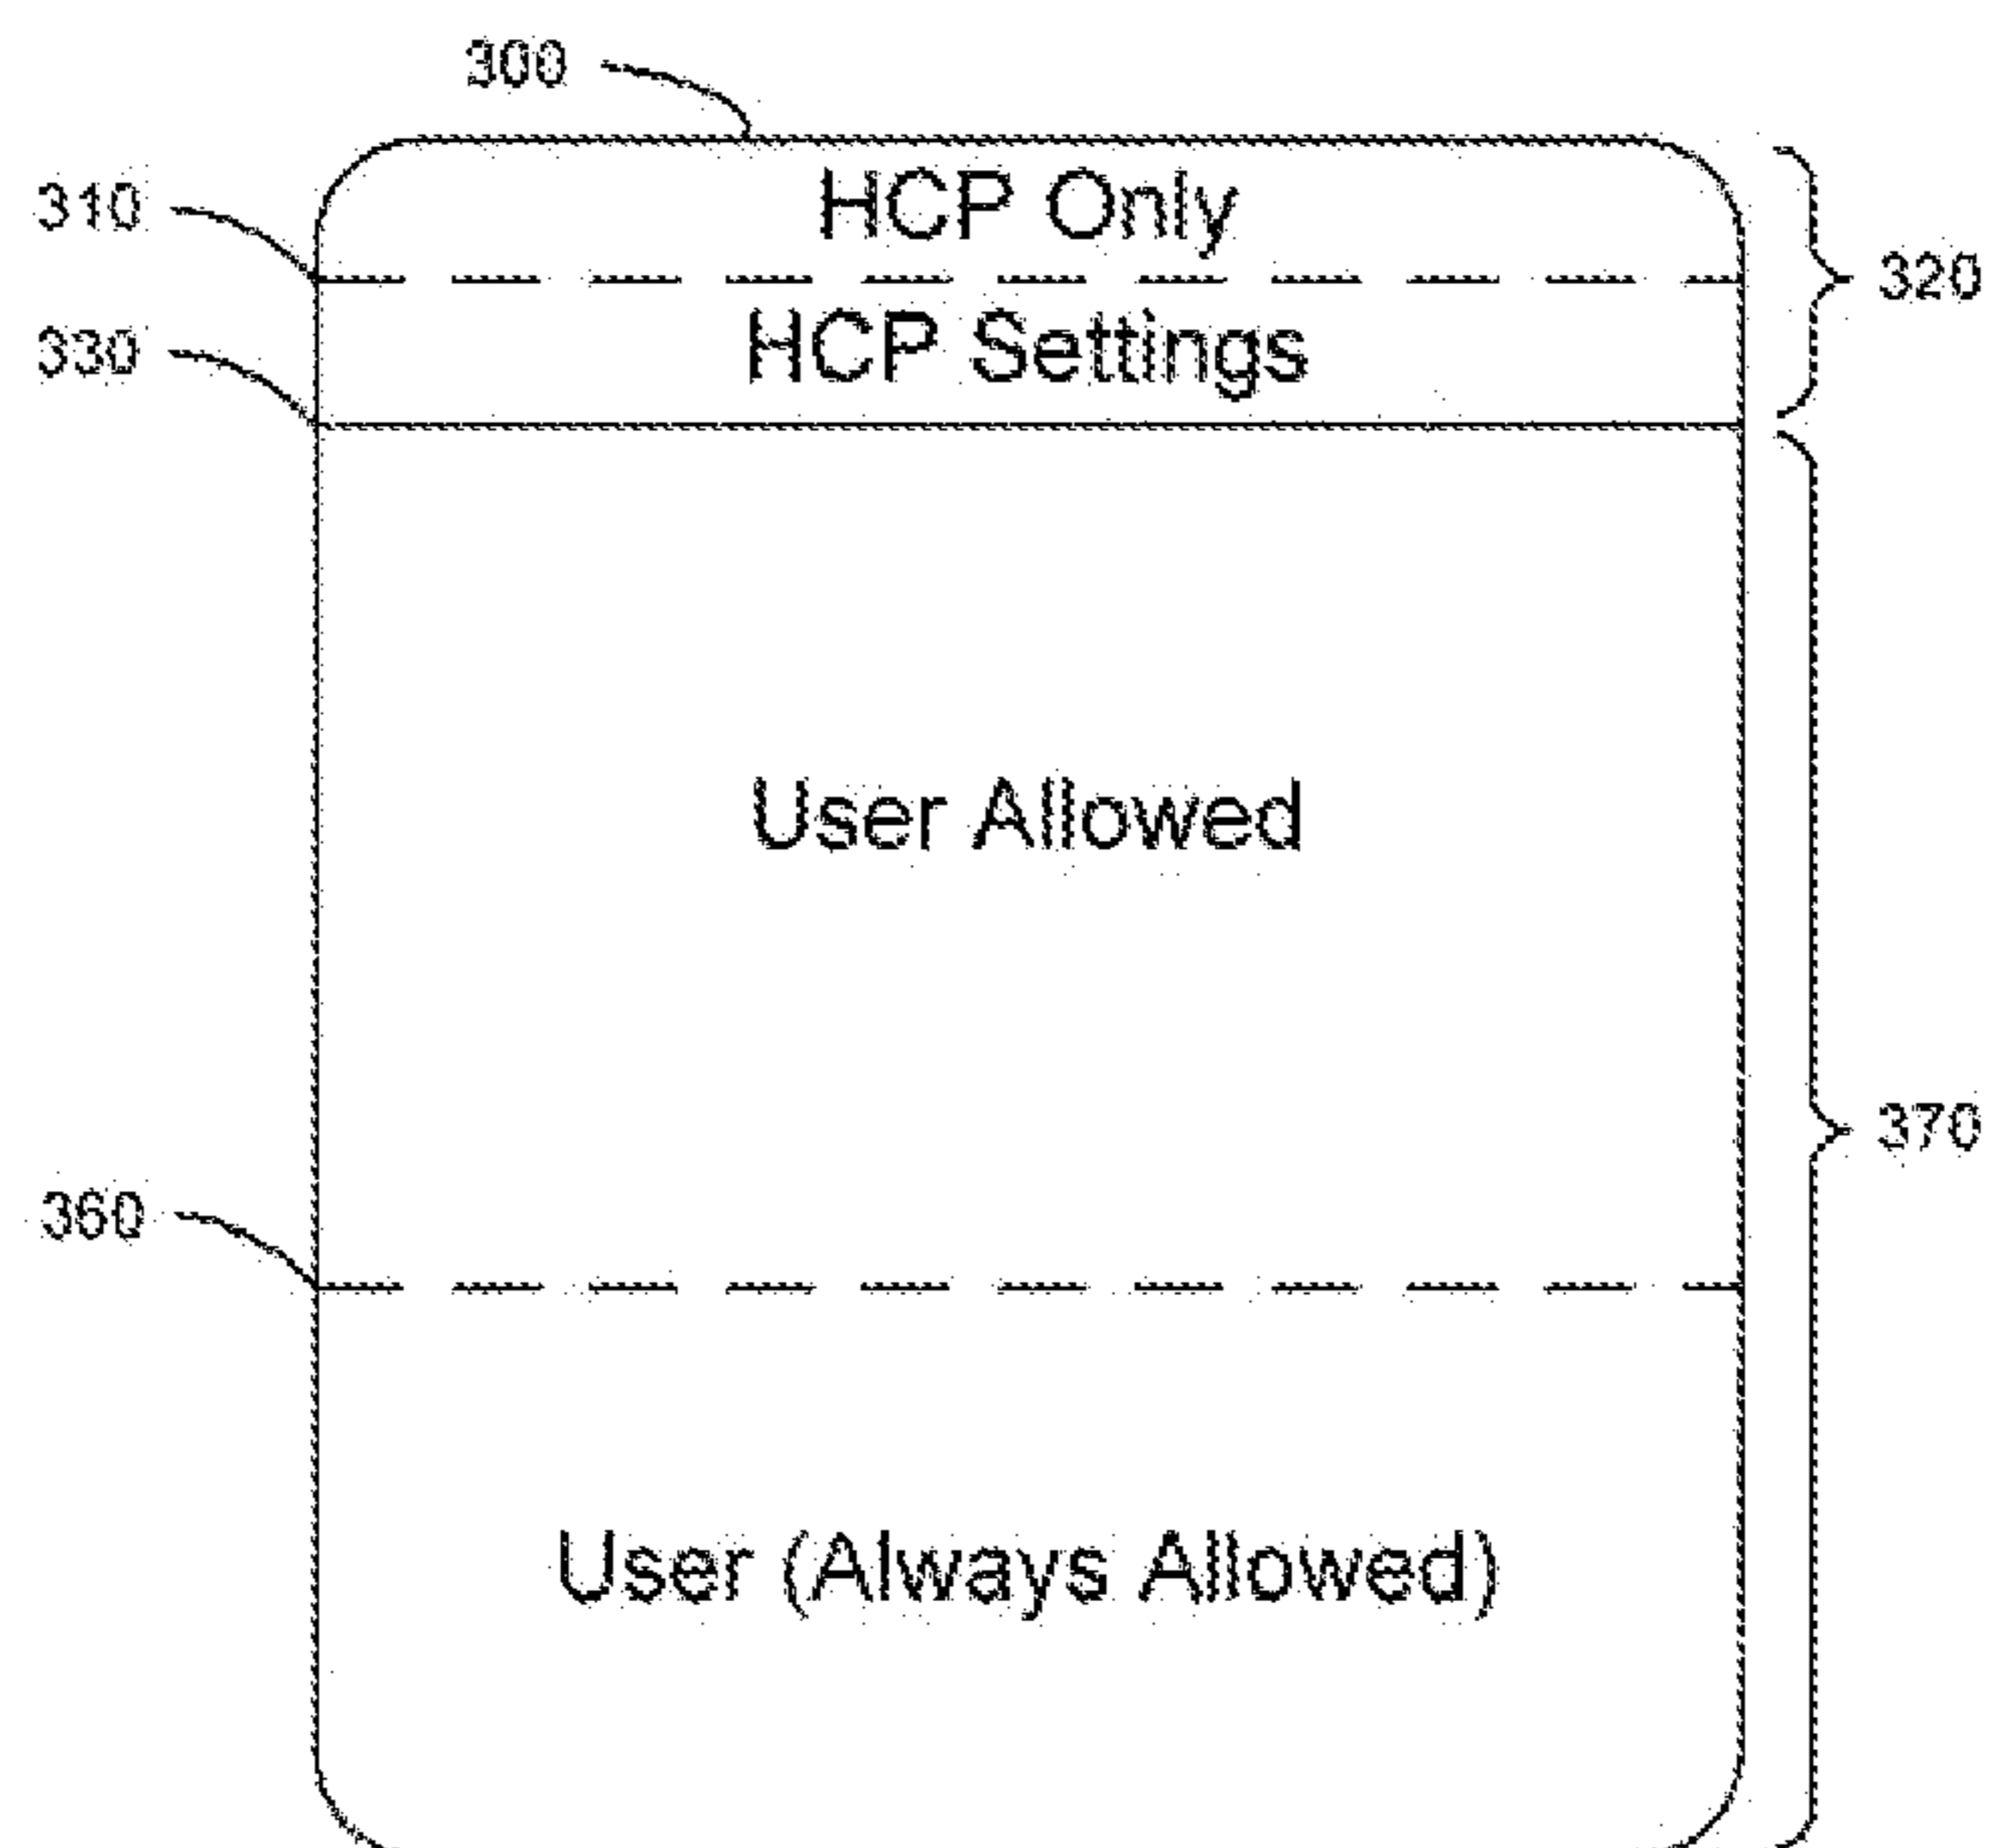 300
310
HCP Only
320
330
HCP Settings
User Allowed
370
360
User (Always Allowed)